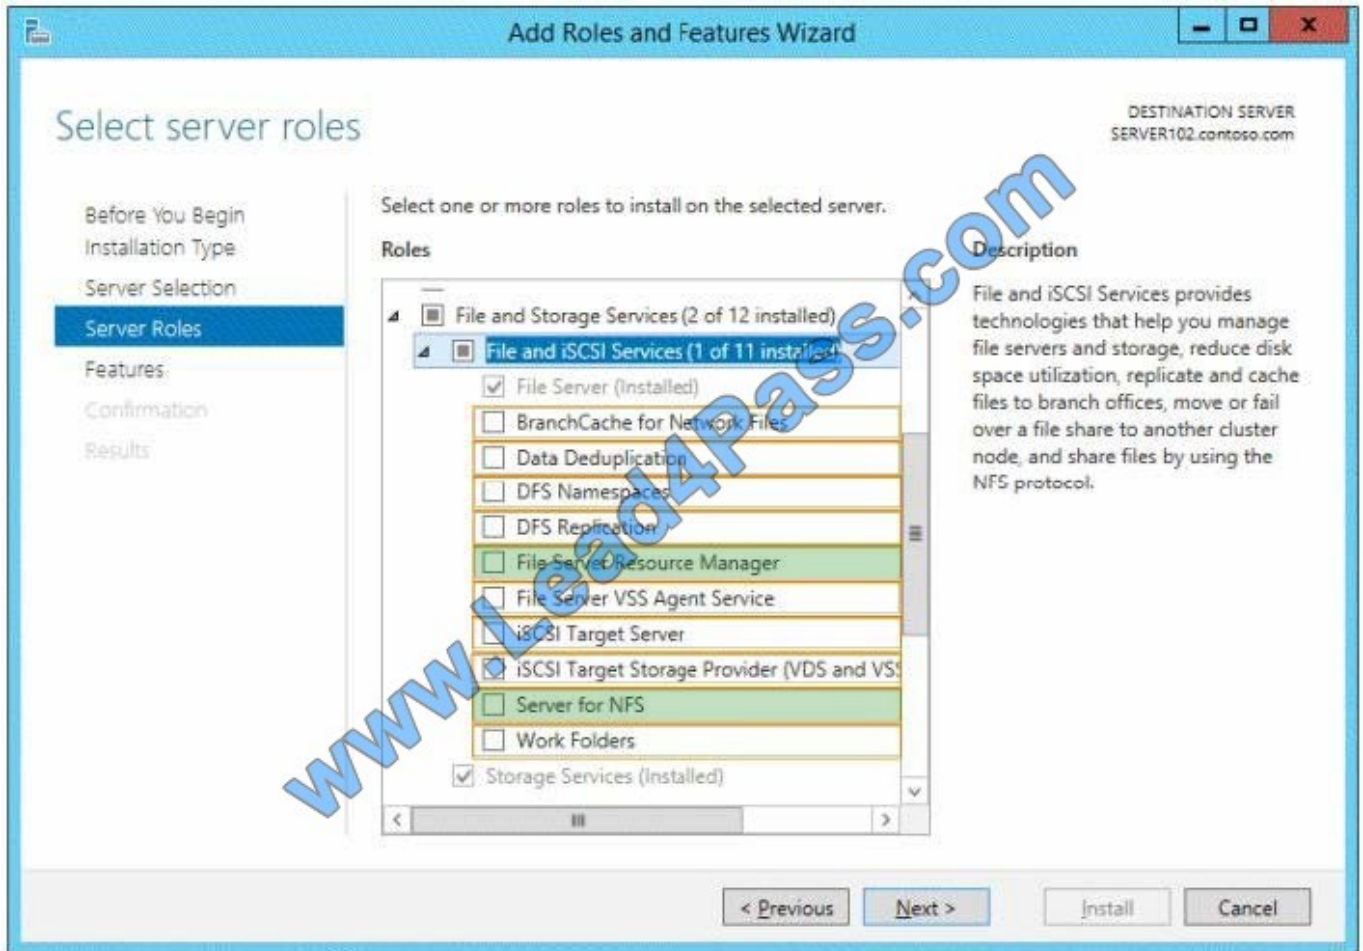 Add Roles and Features Wizard
Select server roles
DESTINATION SERVER
SERVER102.contoso.com
Before You Begin
Installation Type
Server Selection
Server Roles
Features
Confirmation
Results
Select one or more roles to install on the selected server.
Roles
File and Storage Services (2 of 12 installed)
File and iSCSI Services (1 of 11 installed)
File Server (Installed)
BranchCache for Network Files
Data Deduplication
DFS Namespaces
DFS Replication
File Server Resource Manager
File Server VSS Agent Service
iSCSI Target Server
iSCSI Target Storage Provider (VDS and VSS
Server for NFS
Work Folders
Storage Services (Installed)
Description
File and iSCSI Services provides
technologies that help you manage
file servers and storage, reduce disk
space utilization, replicate and cache
files to branch offices, move or fail
over a file share to another cluster
node, and share files by using the
NFS protocol.
www.Lead4Pass.com
< Previous
Next >
Install
Cancel